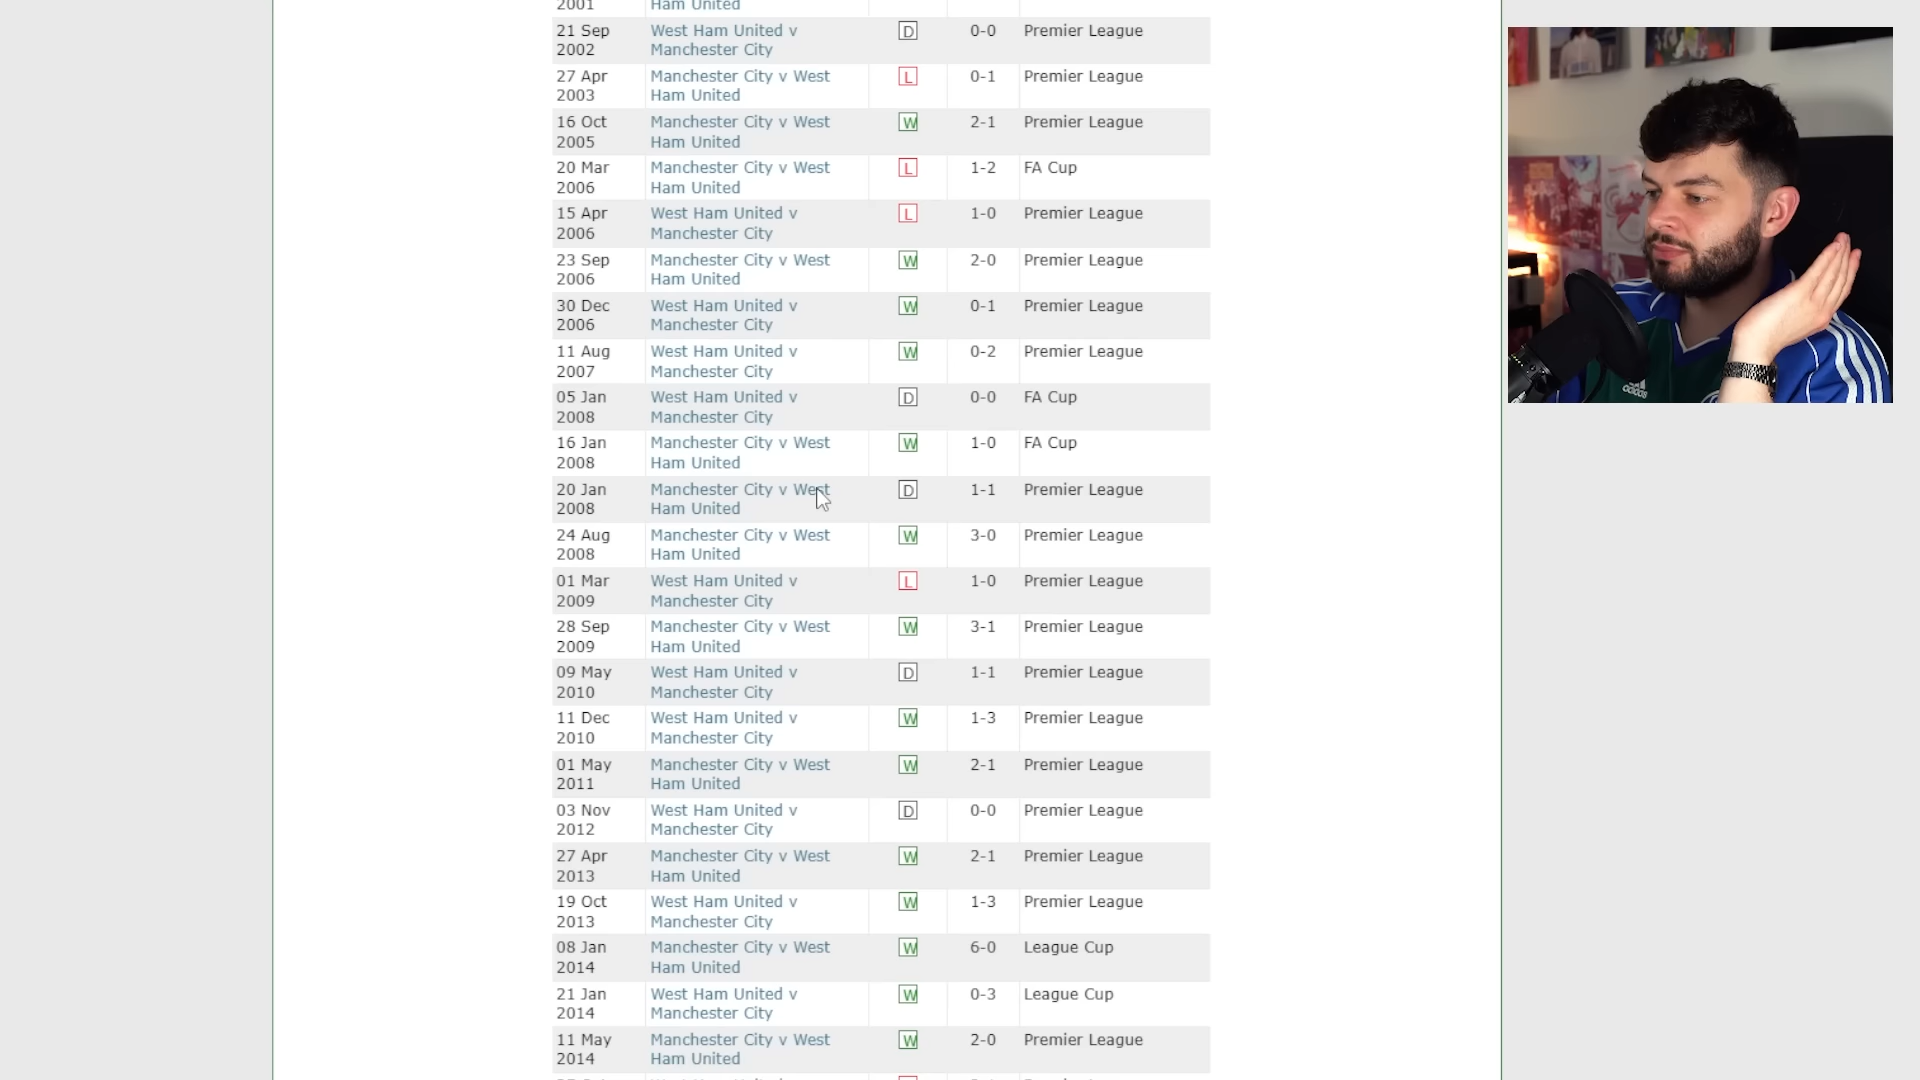 2001 Ham United
21 Sep West Ham United v D 0-0 Premier League
2002 Manchester City
27 Apr Manchester City v West L 0-1 Premier League
2003 Ham United
16 Oct Manchester City v West W 2-1 Premier League
2005 Ham United
20 Mar Manchester City v West L 1-2 FA Cup
2006 Ham United
15 Apr West Ham United v L 1-0 Premier League
2006 Manchester City
23 Sep Manchester City v West W 2-0 Premier League
2006 Ham United
30 Dec West Ham United v W 0-1 Premier League
2006 Manchester City
11 Aug West Ham United v W 0-2 Premier League
2007 Manchester City
05 Jan West Ham United v D 0-0 FA Cup
2008 Manchester City
16 Jan Manchester City v West W 1-0 FA Cup
2008 Ham United
20 Jan Manchester City v West D 1-1 Premier League
2008 Ham United
24 Aug Manchester City v West W 3-0 Premier League
2008 Ham United
01 Mar West Ham United v L 1-0 Premier League
2009 Manchester City
28 Sep Manchester City v West W 3-1 Premier League
2009 Ham United
09 May West Ham United v D 1-1 Premier League
2010 Manchester City
11 Dec West Ham United v W 1-3 Premier League
2010 Manchester City
01 May Manchester City v West W 2-1 Premier League
2011 Ham United
03 Nov West Ham United v D 0-0 Premier League
2012 Manchester City
27 Apr Manchester City v West W 2-1 Premier League
2013 Ham United
19 Oct West Ham United v W 1-3 Premier League
2013 Manchester City
08 Jan Manchester City v West W 6-0 League Cup
2014 Ham United
21 Jan West Ham United v W 0-3 League Cup
2014 Manchester City
11 May Manchester City v West W 2-0 Premier League
2014 Ham United
adidas